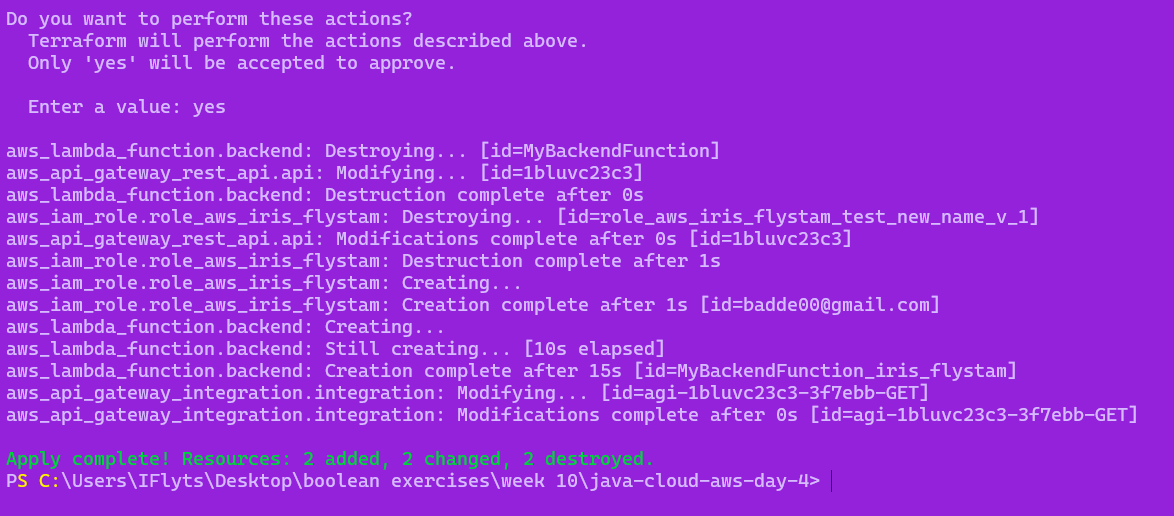 Do you want to perform these actions?
  Terraform will perform the actions described above.
  Only 'yes' will be accepted to approve.

  Enter a value: yes

aws_lambda_function.backend: Destroying... [id=MyBackendFunction]
aws_api_gateway_rest_api.api: Modifying... [id=1bluvc23c3]
aws_lambda_function.backend: Destruction complete after 0s
aws_iam_role.role_aws_iris_flystam: Destroying... [id=role_aws_iris_flystam_test_new_name_v_1]
aws_api_gateway_rest_api.api: Modifications complete after 0s [id=1bluvc23c3]
aws_iam_role.role_aws_iris_flystam: Destruction complete after 1s
aws_iam_role.role_aws_iris_flystam: Creating...
aws_iam_role.role_aws_iris_flystam: Creation complete after 1s [id=badde00@gmail.com]
aws_lambda_function.backend: Creating...
aws_lambda_function.backend: Still creating... [10s elapsed]
aws_lambda_function.backend: Creation complete after 15s [id=MyBackendFunction_iris_flystam]
aws_api_gateway_integration.integration: Modifying... [id=agi-1bluvc23c3-3f7ebb-GET]
aws_api_gateway_integration.integration: Modifications complete after 0s [id=agi-1bluvc23c3-3f7ebb-GET]

Apply complete! Resources: 2 added, 2 changed, 2 destroyed.
PS C:\Users\IFlyts\Desktop\boolean exercises\week 10\java-cloud-aws-day-4>